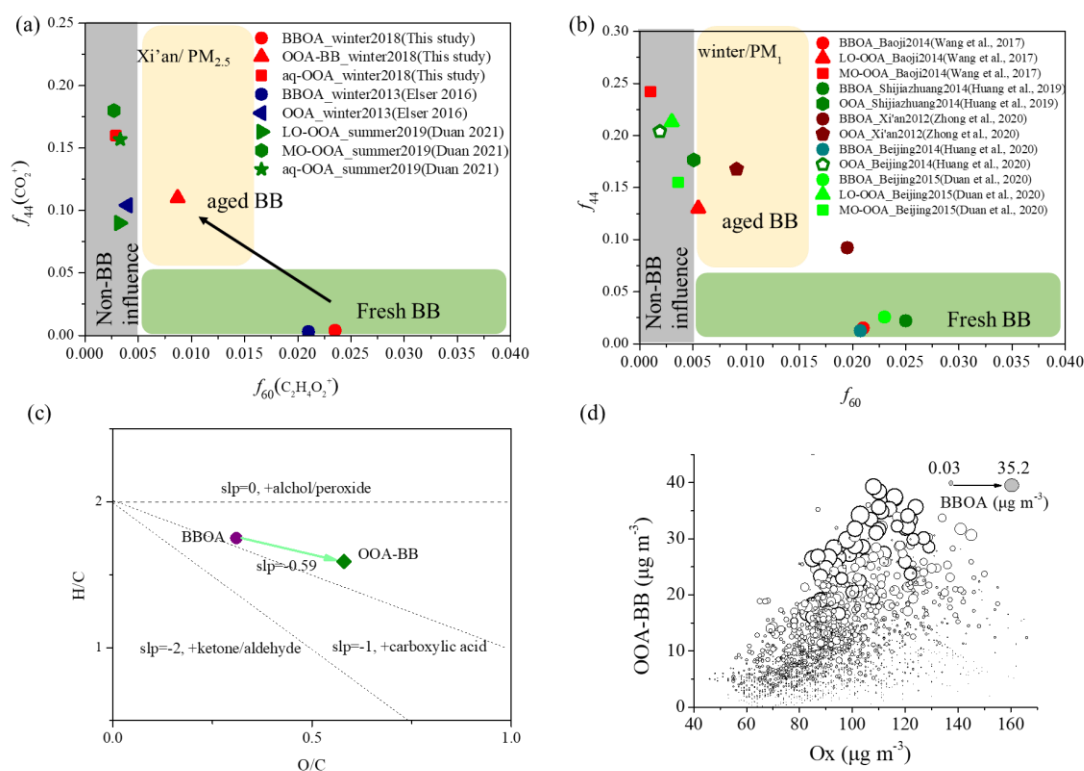 (a)
0.25
0.20
0.15
0.10
0.05
0.00
f44(CO2+)
Xi'an/ PM2.5
BBOA_winter2018(This study)
OOA-BB_winter2018(This study)
aq-OOA_winter2018(This study)
BBOA_winter2013(Elser 2016)
OOA_winter2013(Elser 2016)
LO-OOA_summer2019(Duan 2021)
MO-OOA_summer2019(Duan 2021)
aq-OOA_summer2019(Duan 2021)
aged BB
Non-BB
influence
Fresh BB
0.000 0.005 0.010 0.015 0.020 0.025 0.030 0.035 0.040
f60(C2H4O2+)
(b)
0.30
0.25
0.20
0.15
0.10
0.05
0.00
f44
winter/PM1
BBOA_Baoji2014(Wang et al., 2017)
LO-OOA_Baoji2014(Wang et al., 2017)
MO-OOA_Baoji2014(Wang et al., 2017)
BBOA_Shijiazhuang2014(Huang et al., 2019)
OOA_Shijiazhuang2014(Huang et al., 2019)
BBOA_Xi'an2012(Zhong et al., 2020)
OOA_Xi'an2012(Zhong et al., 2020)
BBOA_Beijing2014(Huang et al., 2020)
OOA_Beijing2014(Huang et al., 2020)
BBOA_Beijing2015(Duan et al., 2020)
LO-OOA_Beijing2015(Duan et al., 2020)
MO-OOA_Beijing2015(Duan et al., 2020)
aged BB
Non-BB
influence
Fresh BB
0.000 0.005 0.010 0.015 0.020 0.025 0.030 0.035 0.040
f60
(c)
2
1
H/C
slp=0, +alchol/peroxide
BBOA
OOA-BB
slp=-0.59
slp=-2, +ketone/aldehyde
slp=-1, +carboxylic acid
0.0 0.5 1.0
O/C
(d)
45
40
35
30
25
20
15
10
5
0
OOA-BB (μg m-3)
0.03 35.2
BBOA (μg m-3)
40 60 80 100 120 140 160
Ox (μg m-3)